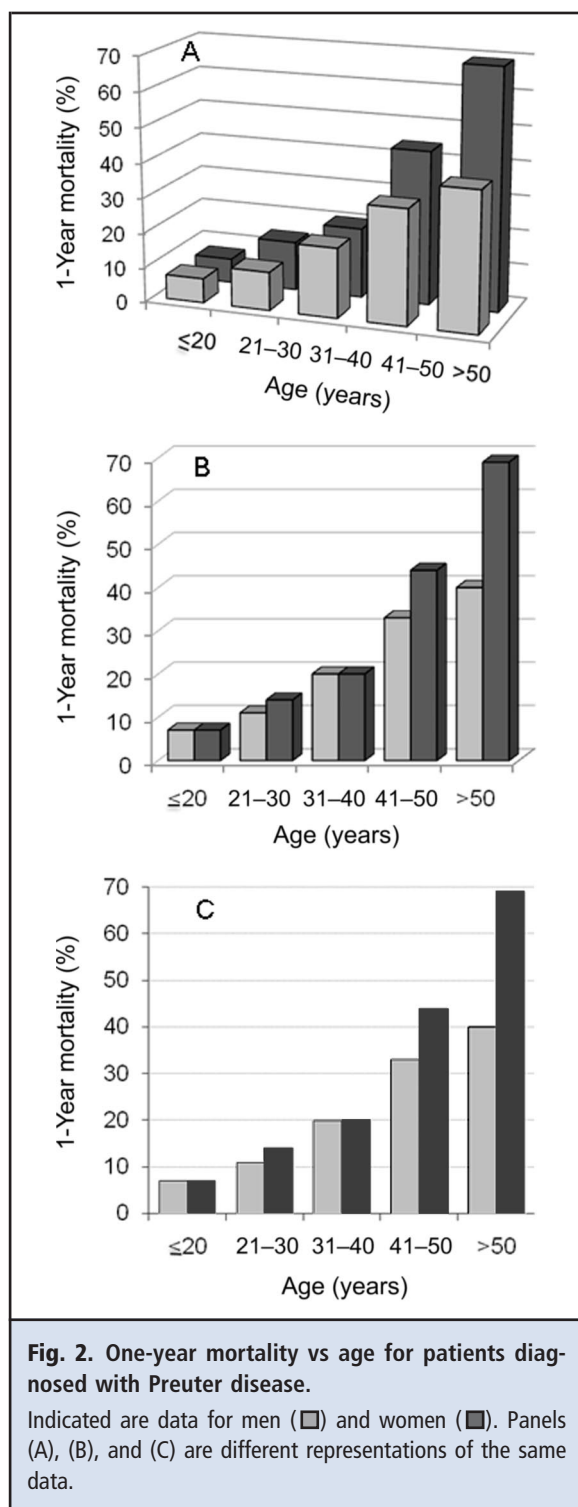 A
1-Year mortality (%)
70
60
50
40
30
20
10
0
≤20 21–30 31–40 41–50 >50
Age (years)
B
1-Year mortality (%)
70
60
50
40
30
20
10
0
≤20 21–30 31–40 41–50 >50
Age (years)
C
1-Year mortality (%)
70
60
50
40
30
20
10
0
≤20 21–30 31–40 41–50 >50
Age (years)
Fig. 2. One-year mortality vs age for patients diag-
nosed with Preuter disease.
Indicated are data for men (■) and women (■). Panels
(A), (B), and (C) are different representations of the same
data.